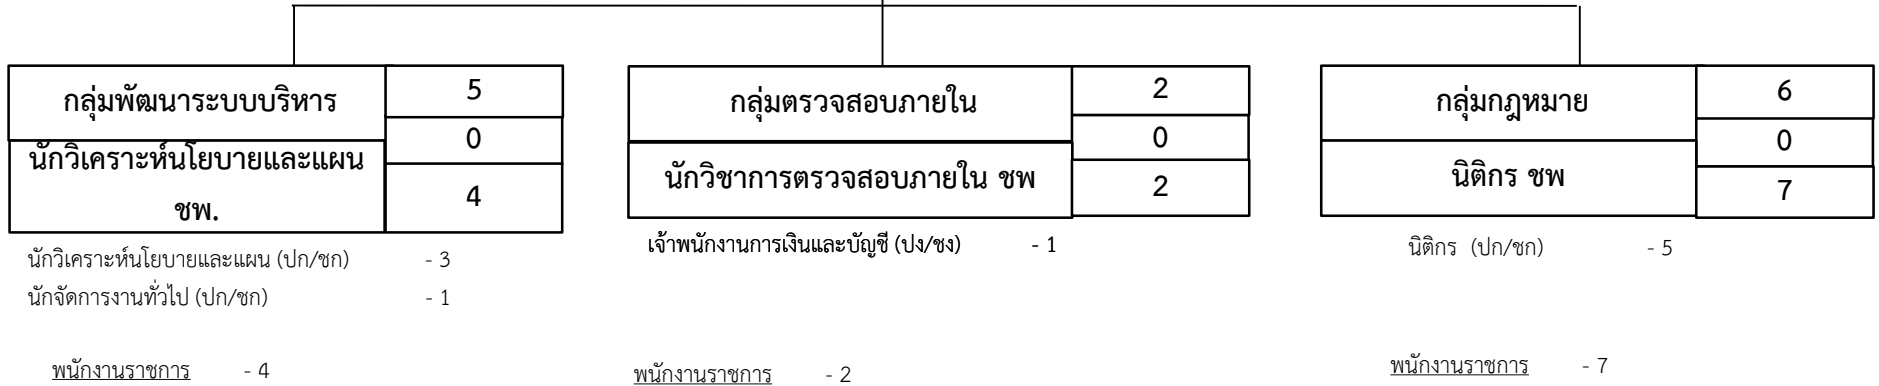 กลุ่มพัฒนาระบบบริหาร
5
0
นักวิเคราะห์นโยบายและแผน
ชพ.
4
นักวิเคราะห์นโยบายและแผน (ปก/ชก) - 3
นักจัดการงานทั่วไป (ปก/ชก) - 1
พนักงานราชการ - 4
กลุ่มตรวจสอบภายใน
2
0
นักวิชาการตรวจสอบภายใน ชพ
2
เจ้าพนักงานการเงินและบัญชี (ปง/ชง) - 1
พนักงานราชการ - 2
กลุ่มกฎหมาย
6
0
นิติกร ชพ
7
นิติกร (ปก/ชก) - 5
พนักงานราชการ - 7